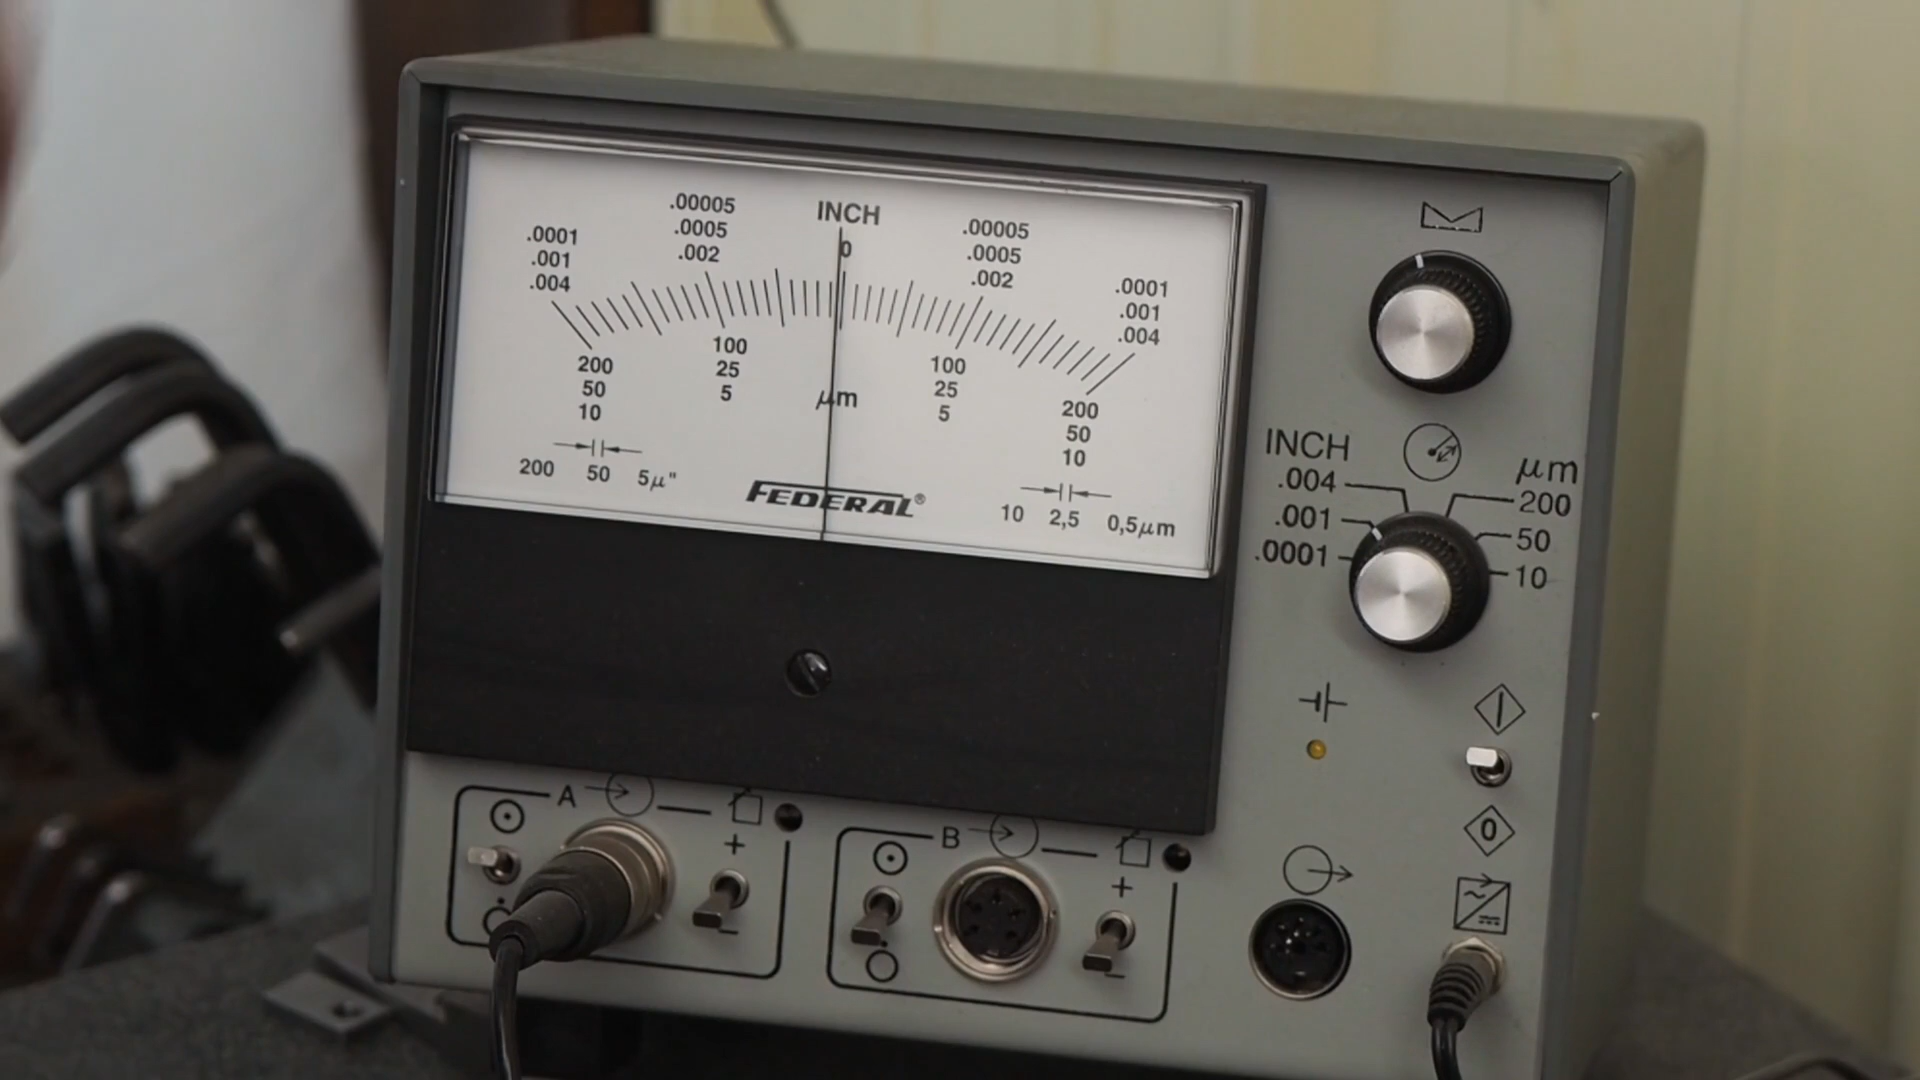 INCH
.00005 .00005
.0005 .0005
.002 0 .002
.0001 .0001
.001 .001
.004 .004
100 100
25 25
5 5
200 200
50 50
10 10
µm
200 50 5µ"
FEDERAL®
10 2,5 0,5µm
INCH µm
.004 200
.001 50
.0001 10
A
+
−
B
+
−
0